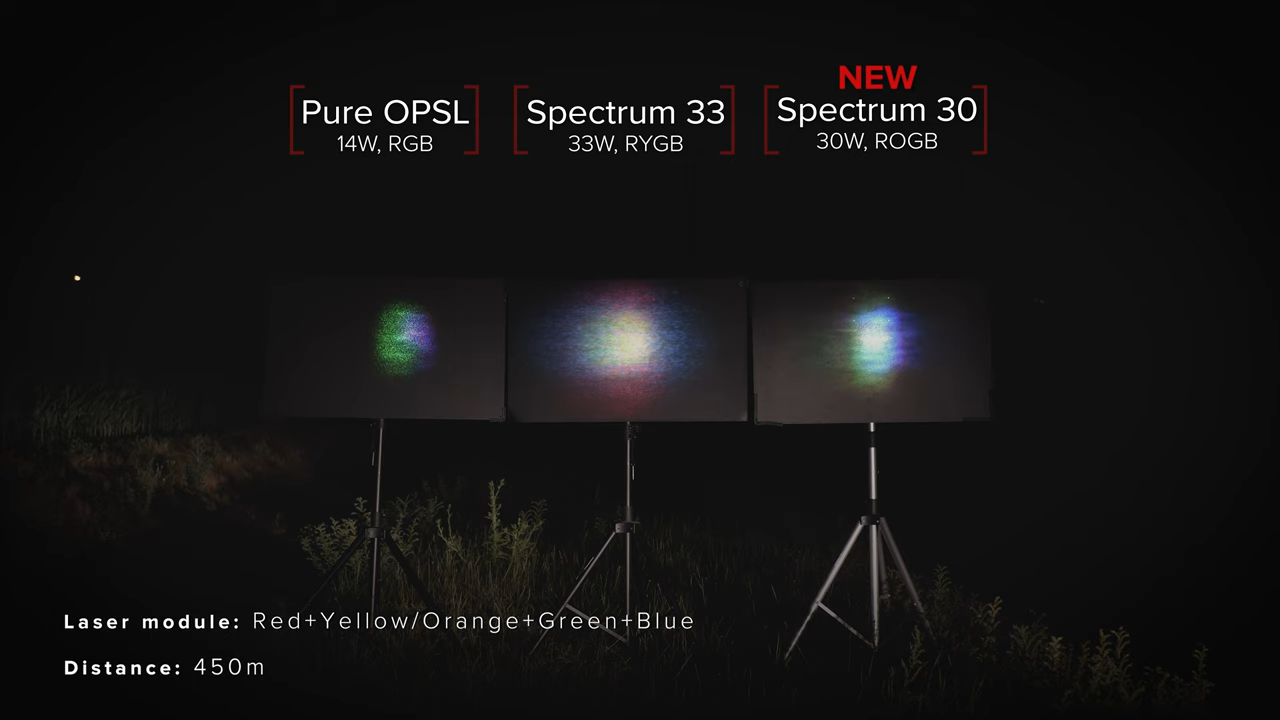 Pure OPSL
14W, RGB
Spectrum 33
33W, RYGB
NEW
Spectrum 30
30W, ROGB
Laser module: Red+Yellow/Orange+Green+Blue
Distance: 450m